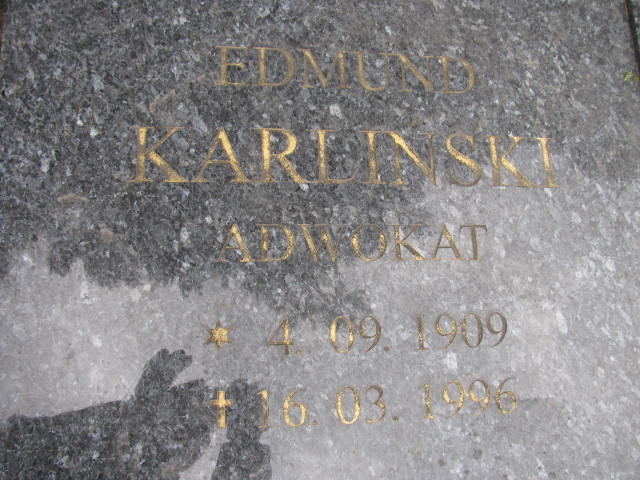 EDMUND
KARLIŃSKI
ADWOKAT
* 4. 09. 1909
✝ 16. 03. 1996